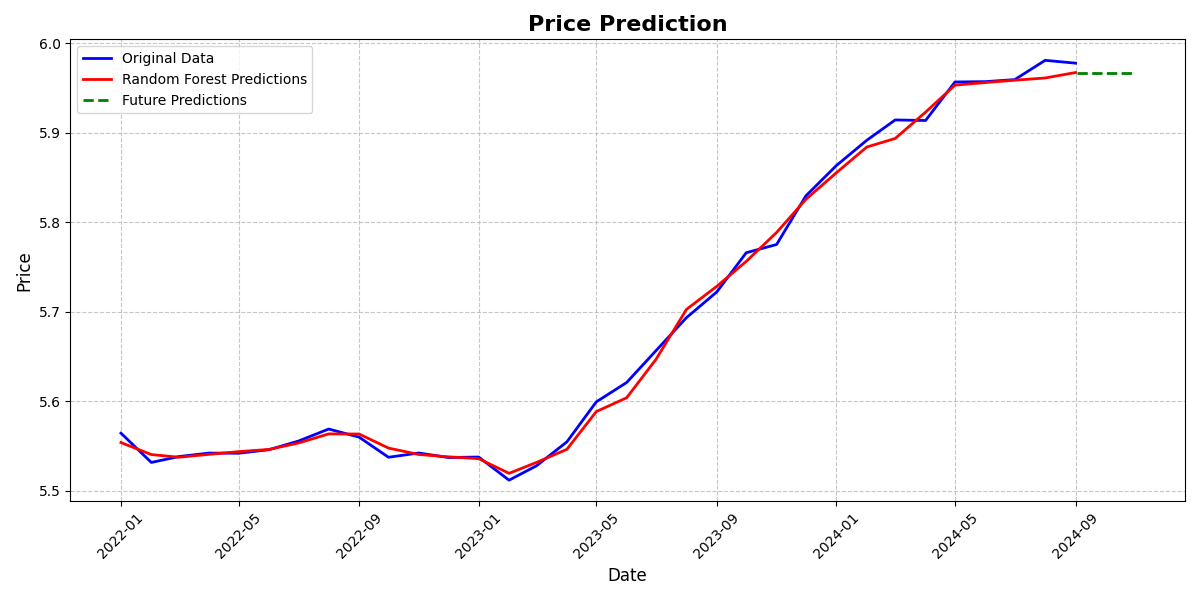 Price Prediction
Original Data
Random Forest Predictions
Future Predictions
Price
6.0
5.9
5.8
5.7
5.6
5.5
2022-01
2022-05
2022-09
2023-01
2023-05
2023-09
2024-01
2024-05
2024-09
Date